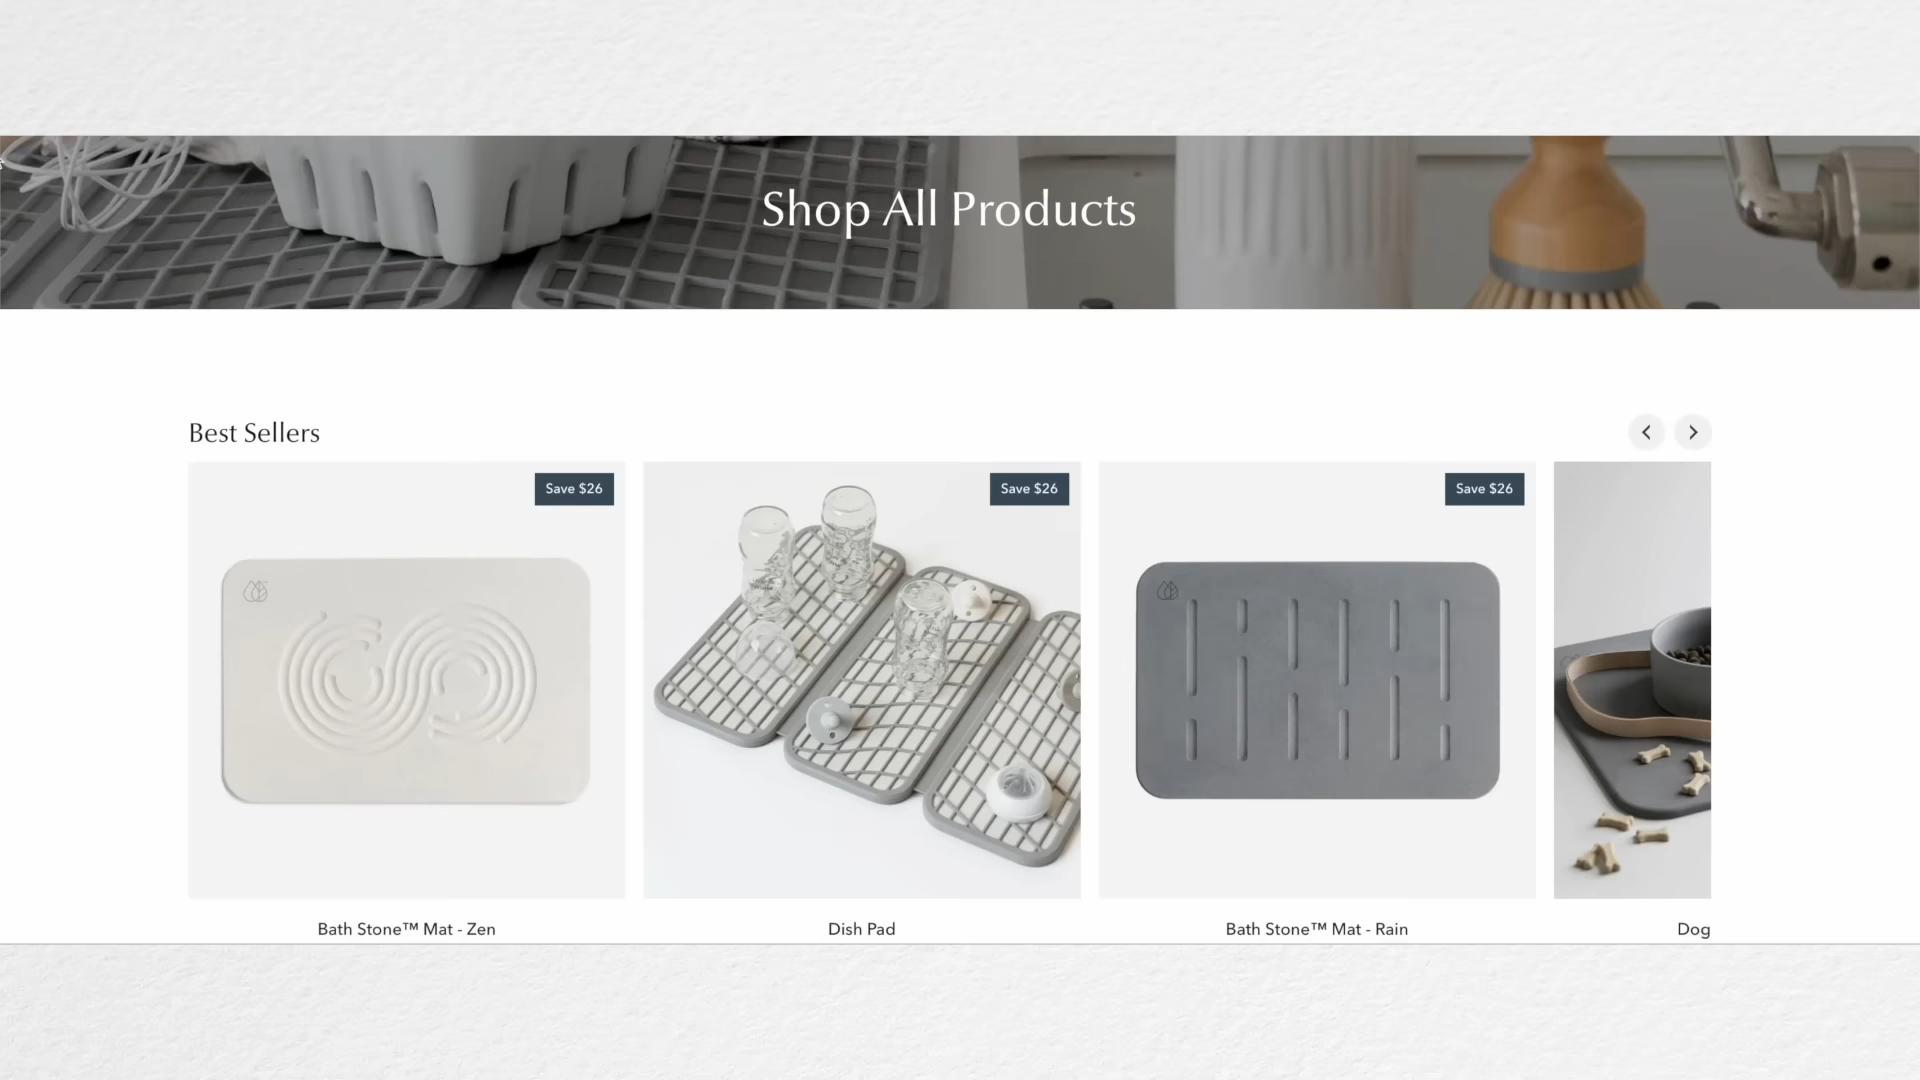 Shop All Products
Best Sellers
Save $26
Save $26
Save $26
Bath Stone™ Mat - Zen
Dish Pad
Bath Stone™ Mat - Rain
Dog